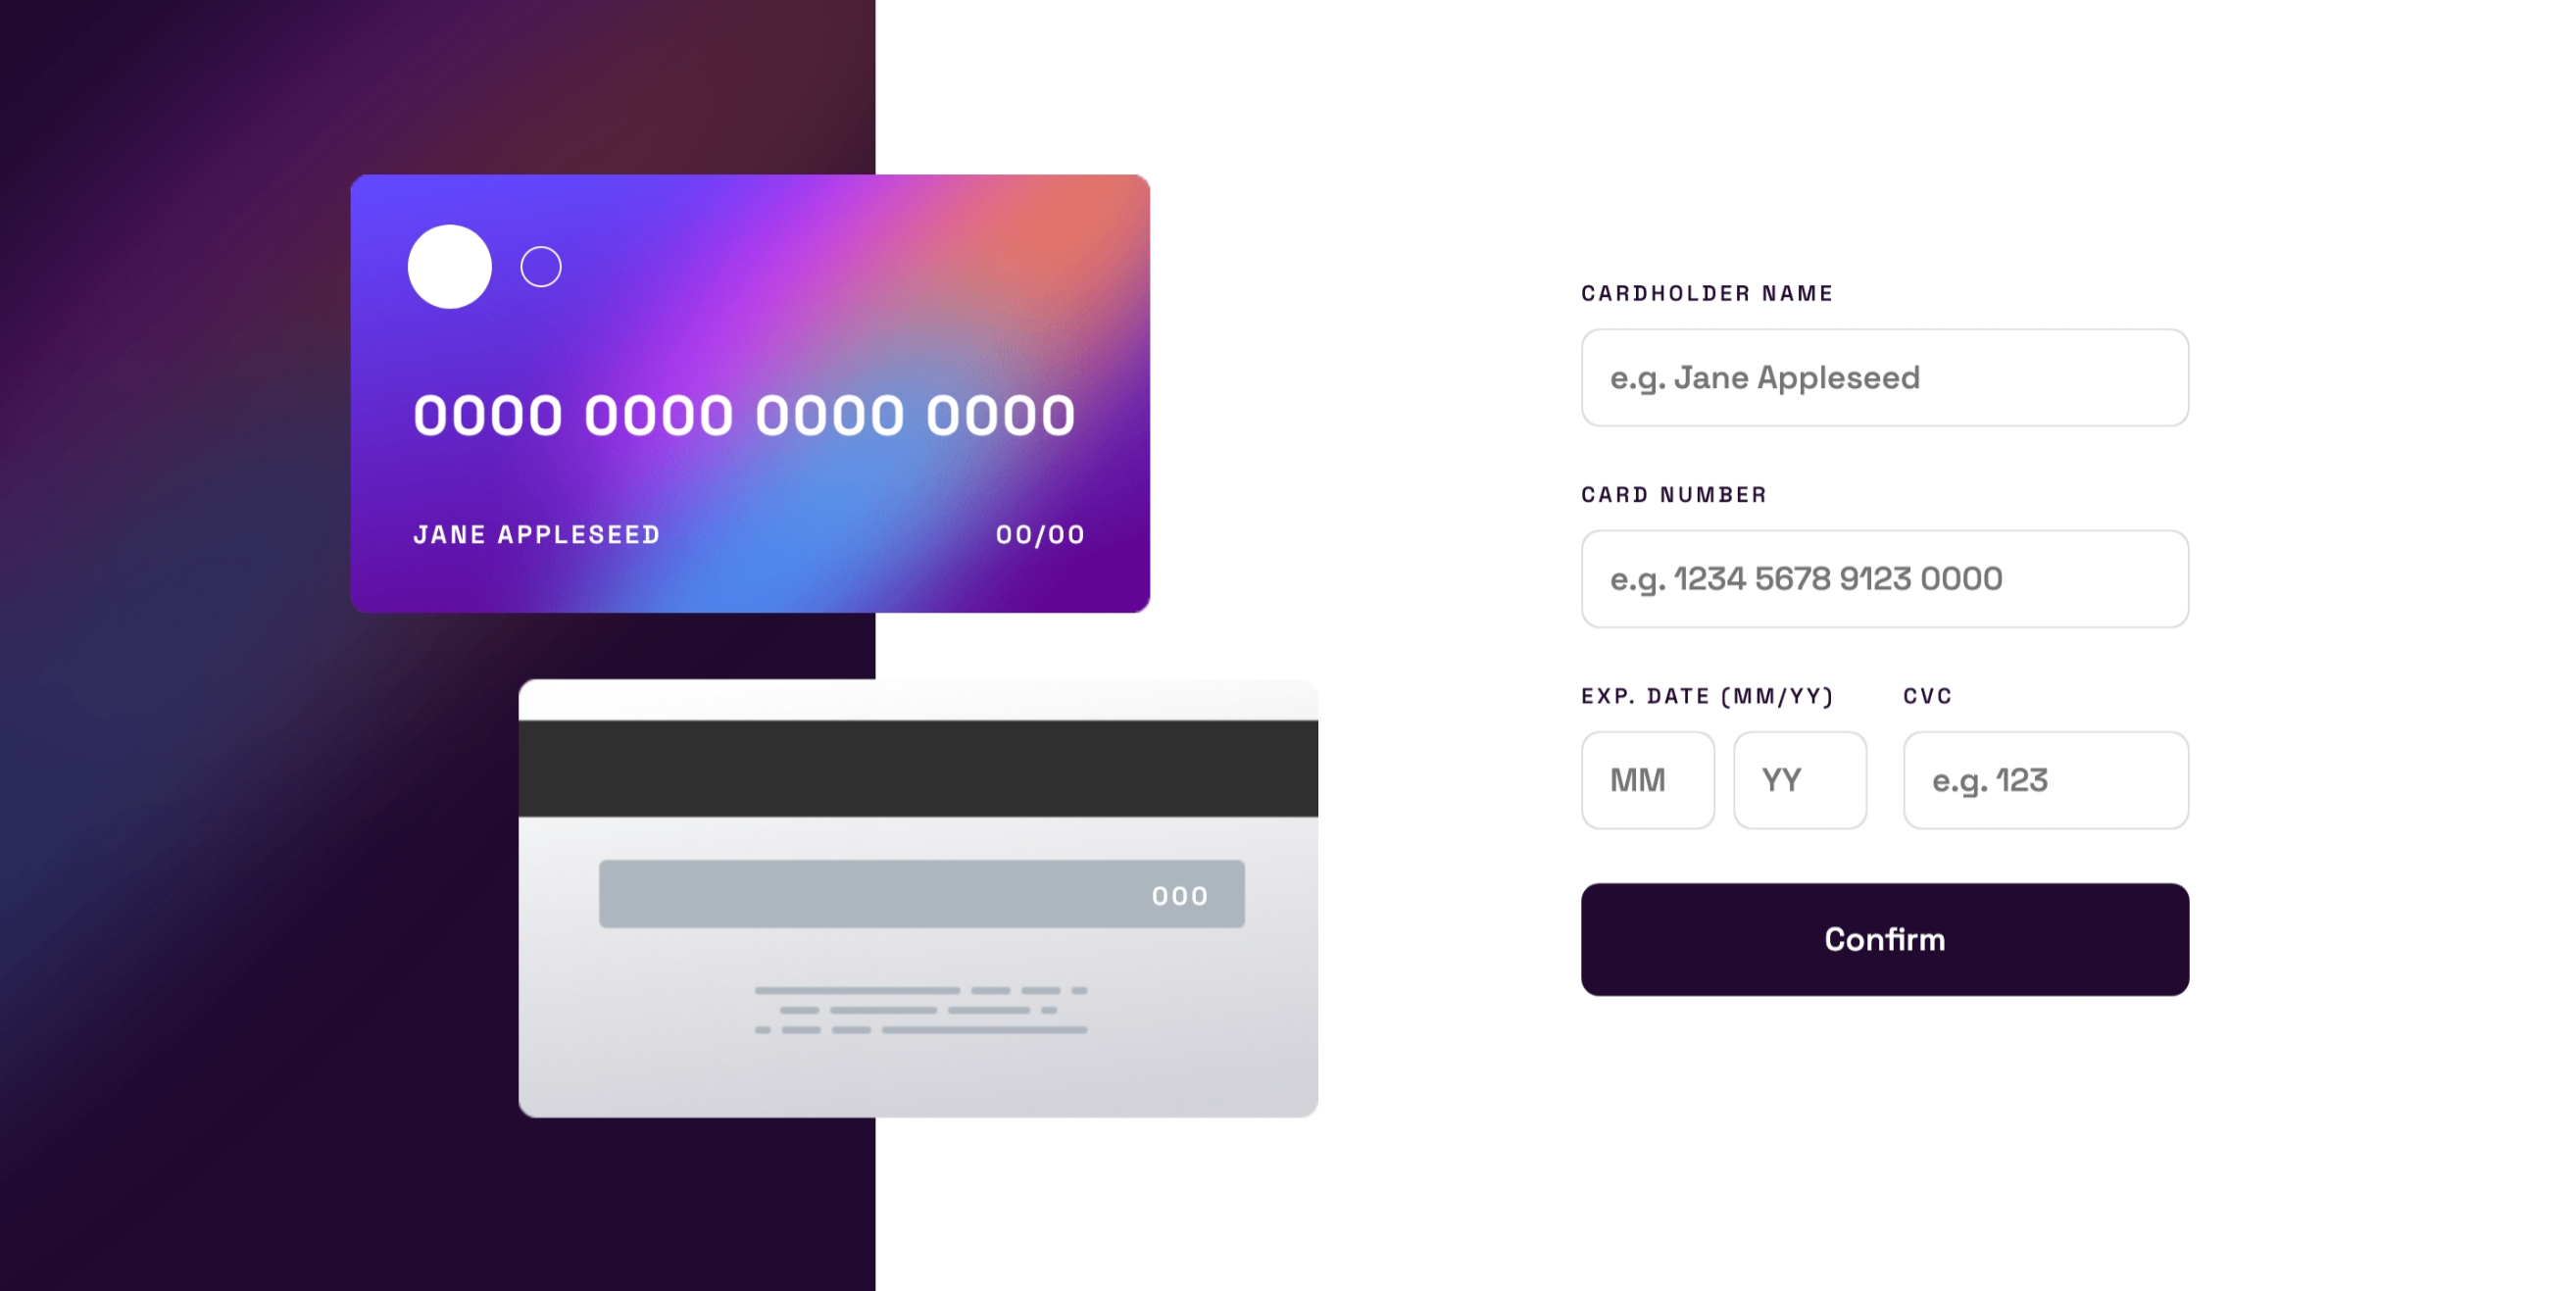 0000 0000 0000 0000
JANE APPLESEED 00/00
000
CARDHOLDER NAME
e.g. Jane Appleseed
CARD NUMBER
e.g. 1234 5678 9123 0000
EXP. DATE (MM/YY) CVC
MM YY e.g. 123
Confirm